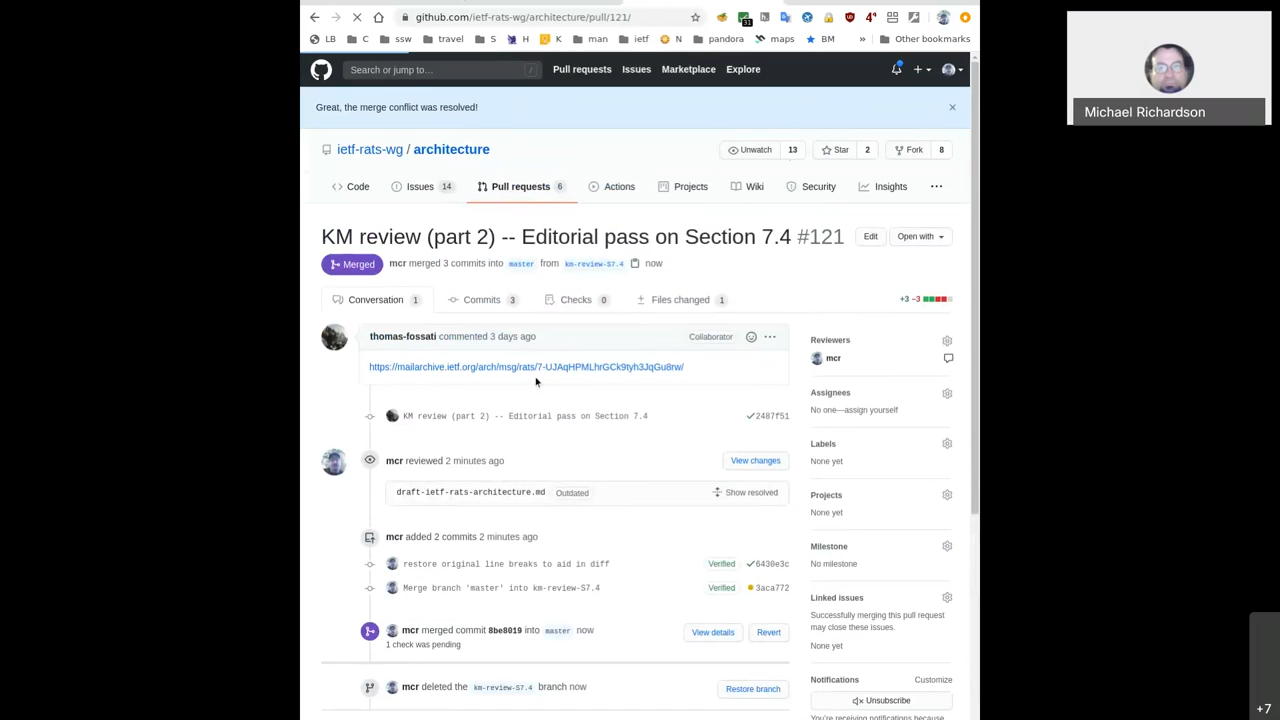 github.com/ietf-rats-wg/architecture/pull/121/
31
4°
LB C ssw travel S H K man ietf N pandora maps BM » Other bookmarks
Search or jump to… / Pull requests Issues Marketplace Explore
Great, the merge conflict was resolved!
ietf-rats-wg / architecture
Unwatch 13 Star 2 Fork 8
Code Issues 14 Pull requests 6 Actions Projects Wiki Security Insights
KM review (part 2) -- Editorial pass on Section 7.4 #121
Edit Open with
Merged mcr merged 3 commits into master from km-review-S7.4 now
Conversation 1 Commits 3 Checks 0 Files changed 1 +3 −3
thomas-fossati commented 3 days ago Collaborator
https://mailarchive.ietf.org/arch/msg/rats/7-UJAqHPMLhrGCk9tyh3JqGu8rw/
KM review (part 2) -- Editorial pass on Section 7.4 2487f51
mcr reviewed 2 minutes ago View changes
draft-ietf-rats-architecture.md Outdated Show resolved
mcr added 2 commits 2 minutes ago
restore original line breaks to aid in diff Verified 6430e3c
Merge branch 'master' into km-review-S7.4 Verified 3aca772
mcr merged commit 8be8019 into master now View details Revert
1 check was pending
mcr deleted the km-review-S7.4 branch now Restore branch
Reviewers
mcr
Assignees
No one—assign yourself
Labels
None yet
Projects
None yet
Milestone
No milestone
Linked issues
Successfully merging this pull request
may close these issues.
None yet
Notifications Customize
Unsubscribe
You're receiving notifications because
Michael Richardson
+7